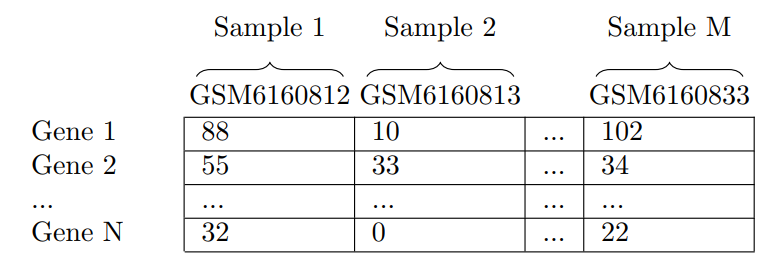 Sample 1 Sample 2 Sample M
GSM6160812 GSM6160813 GSM6160833
Gene 1 88 10 ... 102
Gene 2 55 33 ... 34
... ... ... ... ...
Gene N 32 0 ... 22